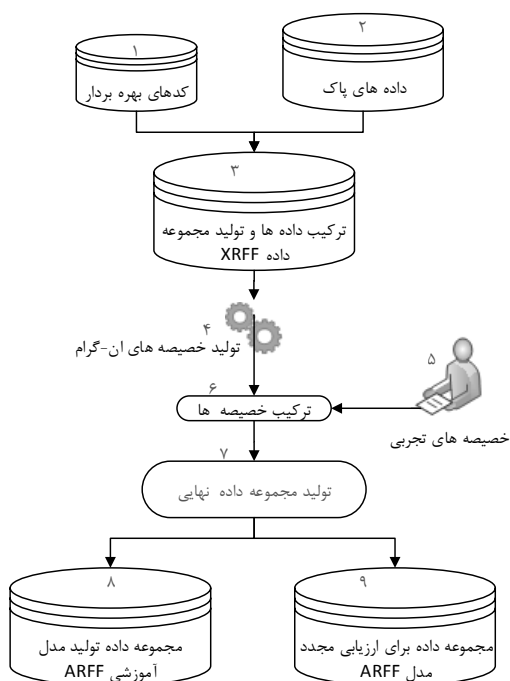 ۱
کدهای بهره بردار
۲
داده های پاک
۳
ترکیب داده ها و تولید مجموعه
داده XRFF
۴
تولید خصیصه های ان-گرام
۵
خصیصه های تجربی
۶
ترکیب خصیصه ها
۷
تولید مجموعه داده نهایی
۸
مجموعه داده تولید مدل
آموزشی ARFF
۹
مجموعه داده برای ارزیابی مجدد
مدل ARFF